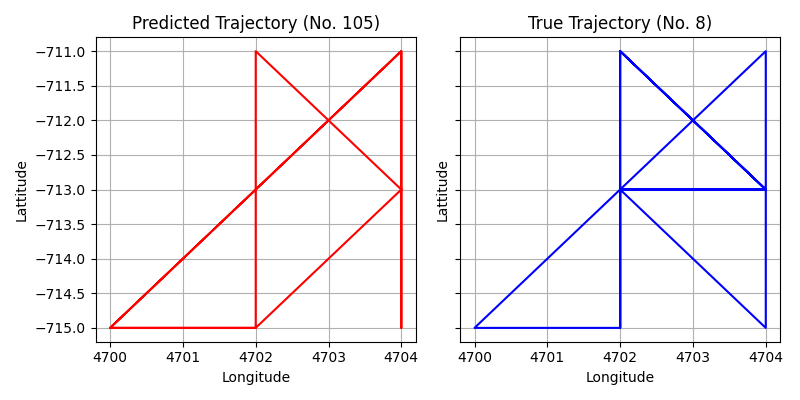 Predicted Trajectory (No. 105)
True Trajectory (No. 8)
−711.0
−711.5
−712.0
−712.5
−713.0
−713.5
−714.0
−714.5
−715.0
Lattitude
Lattitude
4700 4701 4702 4703 4704
4700 4701 4702 4703 4704
Longitude
Longitude